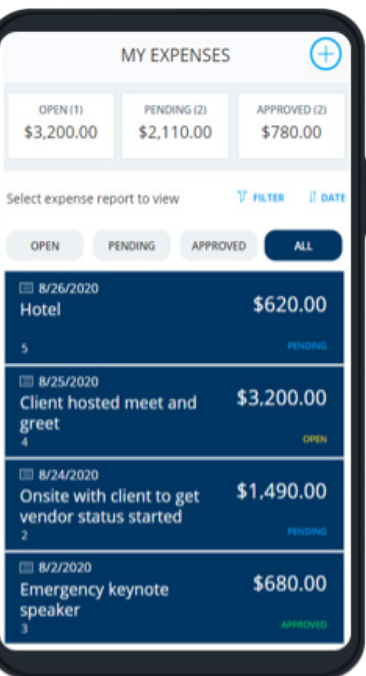 MY EXPENSES
OPEN (1) PENDING (2) APPROVED (2)
$3,200.00 $2,110.00 $780.00
Select expense report to view FILTER DATE
OPEN PENDING APPROVED ALL
8/26/2020
Hotel $620.00
5 PENDING
8/25/2020
Client hosted meet and $3,200.00
greet
4 OPEN
8/24/2020
Onsite with client to get $1,490.00
vendor status started
2 PENDING
8/2/2020
Emergency keynote $680.00
speaker
3 APPROVED